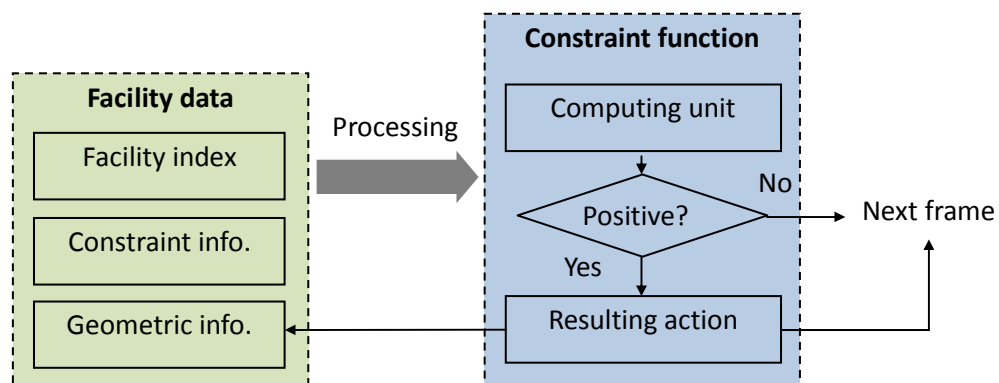 Facility data
Facility index
Constraint info.
Geometric info.
Processing
Constraint function
Computing unit
Positive?
No
Yes
Resulting action
Next frame